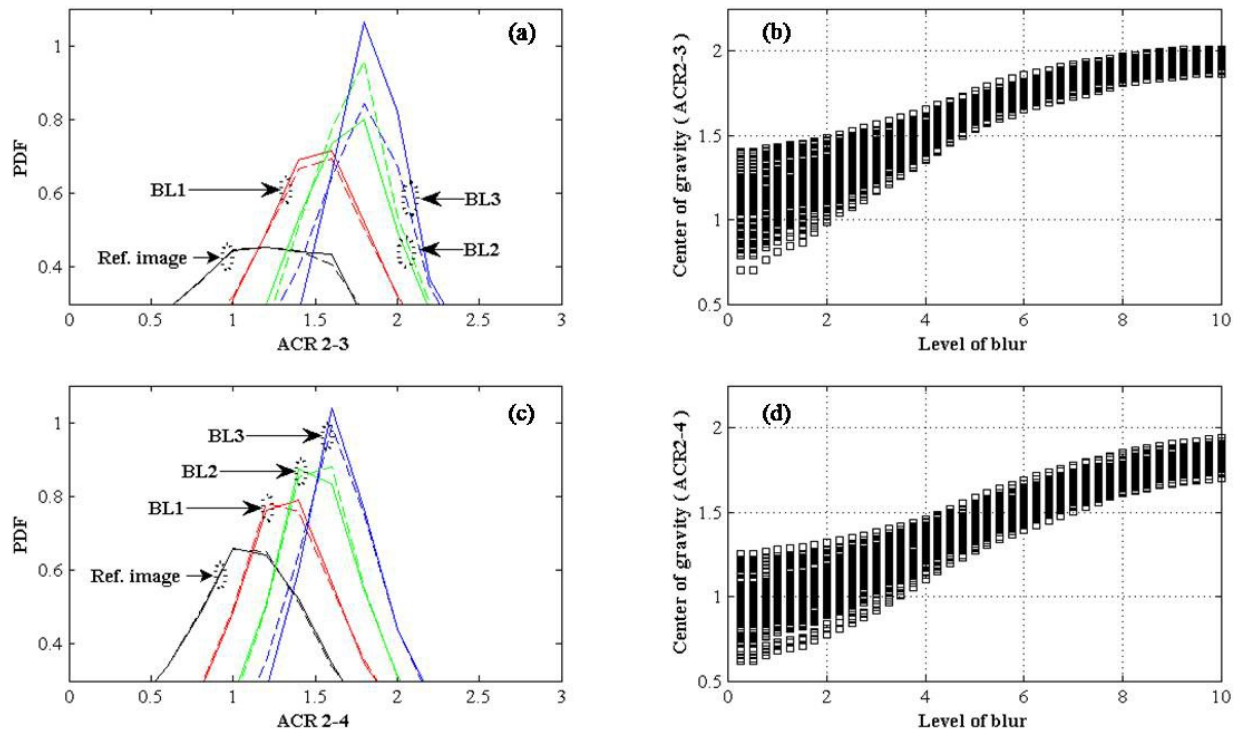 (a)
PDF
1
0.8
0.6
0.4
BL1
BL3
BL2
Ref. image
0 0.5 1 1.5 2 2.5 3
ACR 2-3
(b)
Center of gravity ( ACR2-3)
2
1.5
1
0.5
0 2 4 6 8 10
Level of blur
(c)
PDF
1
0.8
0.6
0.4
BL3
BL2
BL1
Ref. image
0 0.5 1 1.5 2 2.5 3
ACR 2-4
(d)
Center of gravity ( ACR2-4)
2
1.5
1
0.5
0 2 4 6 8 10
Level of blur